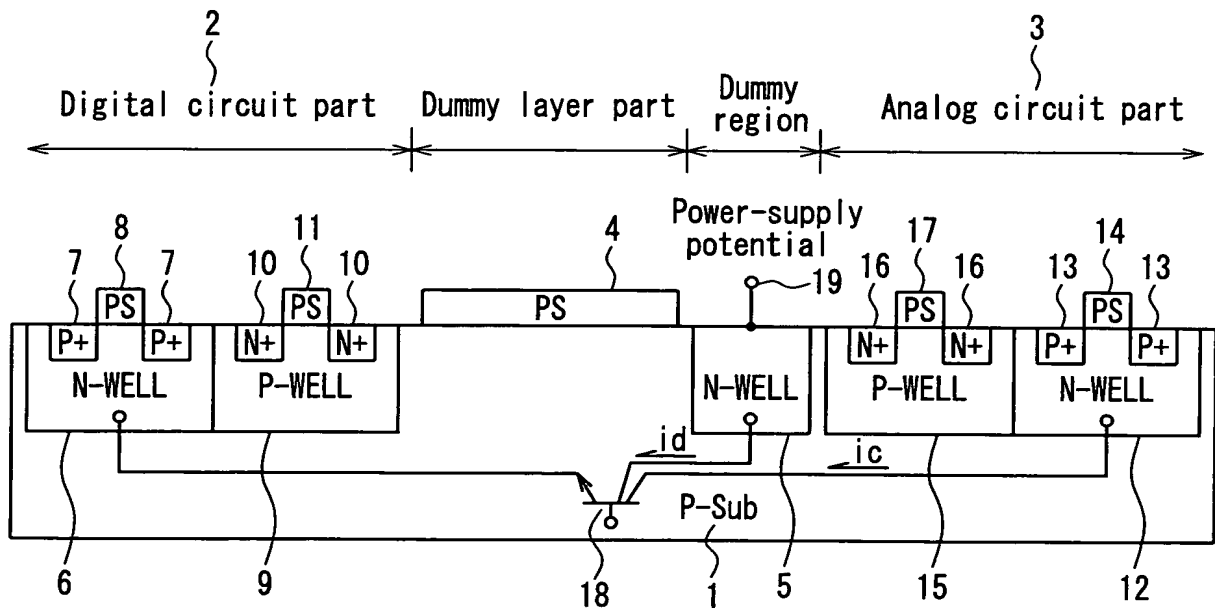 2
3
Digital circuit part
Dummy layer part
Dummy
region
Analog circuit part
Power-supply
potential
8
11
4
17
14
7
7
10
10
19
16
16
13
13
PS
PS
PS
PS
PS
P+
P+
N+
N+
N+
N+
P+
P+
N-WELL
P-WELL
N-WELL
P-WELL
N-WELL
id
ic
P-Sub
6
9
18
1
5
15
12